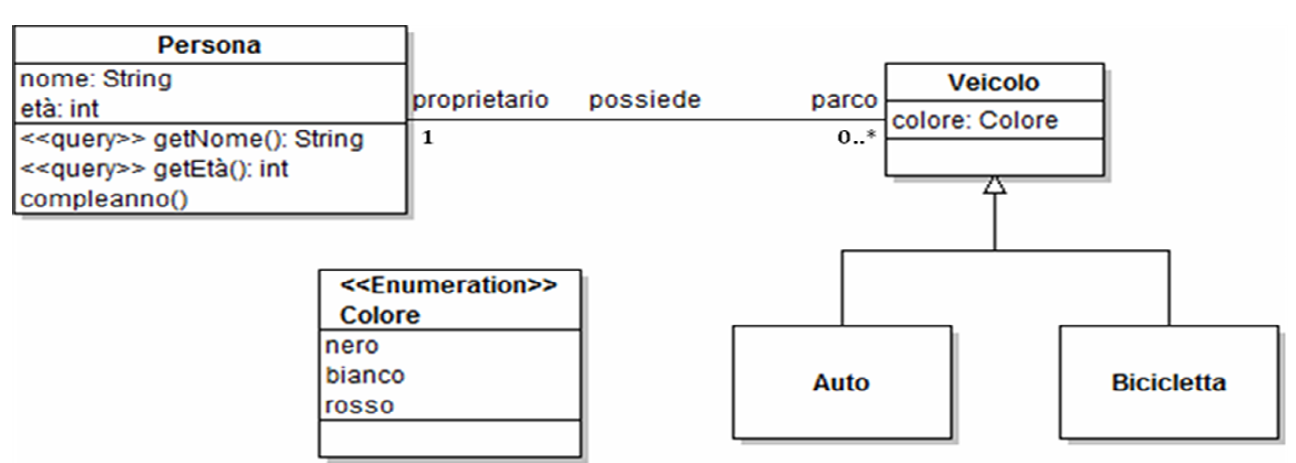 Persona
nome: String
età: int
<<query>> getNome(): String
<<query>> getEtà(): int
compleanno()
proprietario possiede parco
1 0..*
Veicolo
colore: Colore
<<Enumeration>>
Colore
nero
bianco
rosso
Auto
Bicicletta